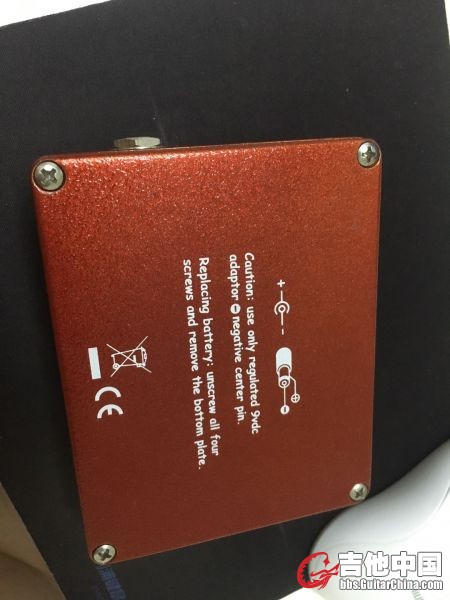 Caution: use only regulated 9vdc
adaptor negative center pin.
Replacing battery: unscrew all four
screws and remove the bottom plate.
CE
吉他中国
bbs.GuitarChina.com